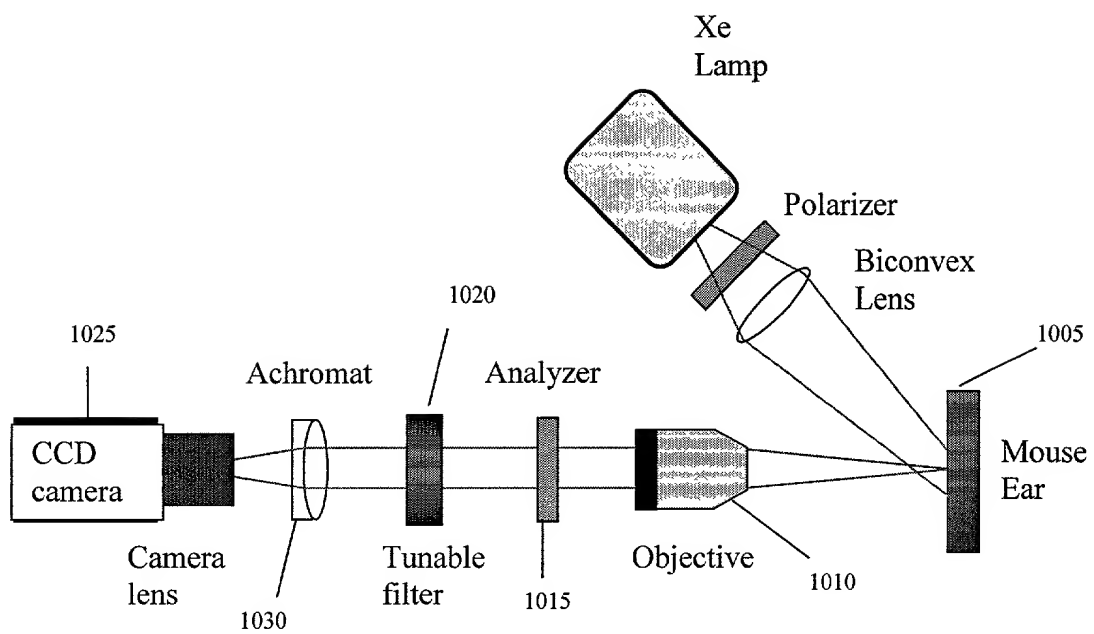 Xe
Lamp
Polarizer
Biconvex
Lens
1020
1025
1005
Achromat
Analyzer
CCD
camera
Mouse
Ear
Camera
lens
Tunable
filter
Objective
1010
1015
1030